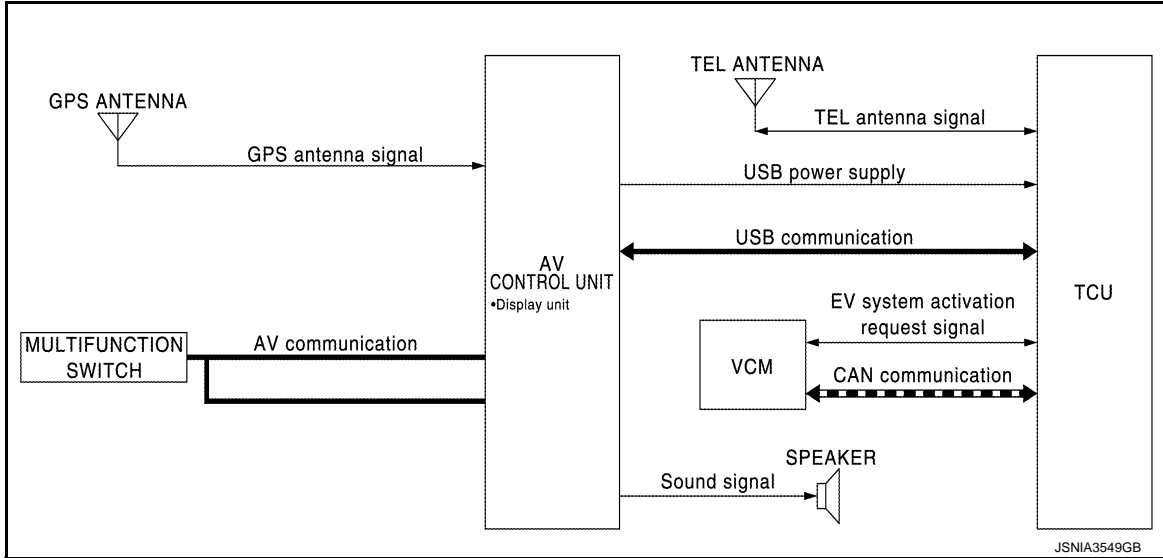 TEL ANTENNA
GPS ANTENNA
TEL antenna signal
GPS antenna signal
USB power supply
USB communication
AV
CONTROL UNIT
•Display unit
TCU
EV system activation
request signal
MULTIFUNCTION
SWITCH
AV communication
VCM
CAN communication
SPEAKER
Sound signal
JSNIA3549GB